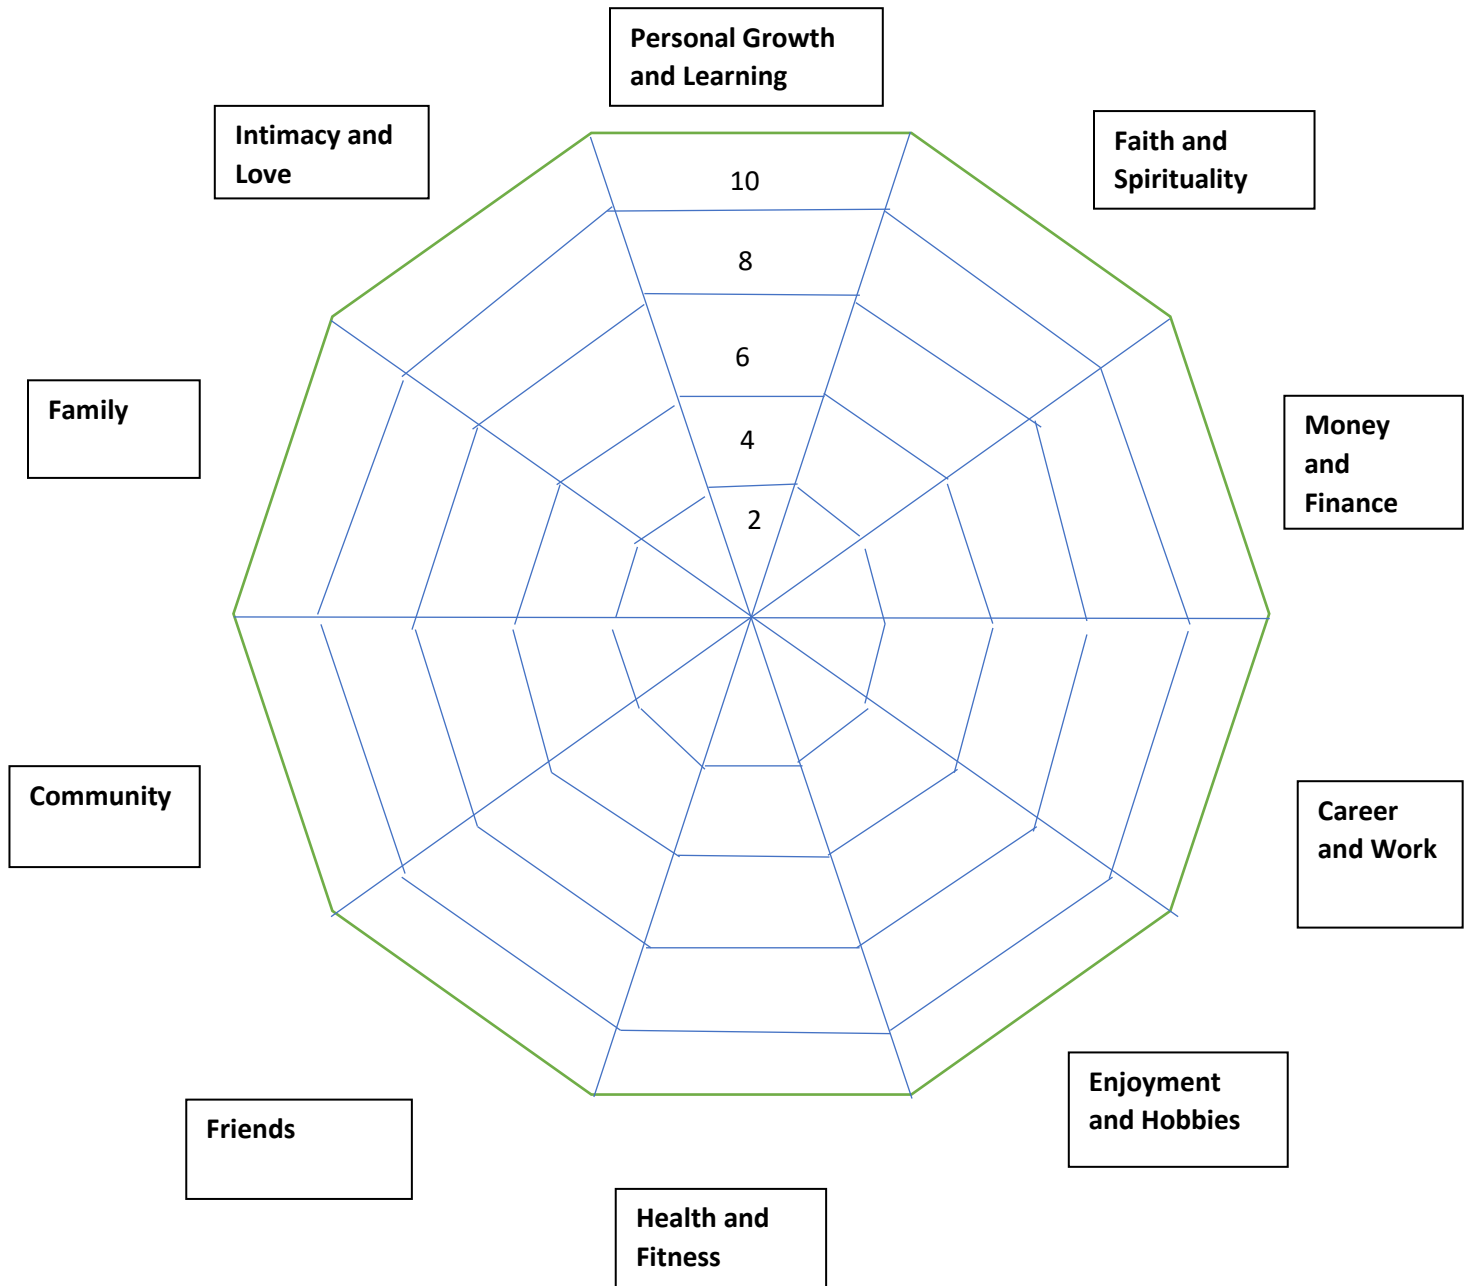 Personal Growth
and Learning
Intimacy and
Love
Faith and
Spirituality
10
8
6
4
2
Family
Money
and
Finance
Community
Career
and Work
Enjoyment
and Hobbies
Friends
Health and
Fitness